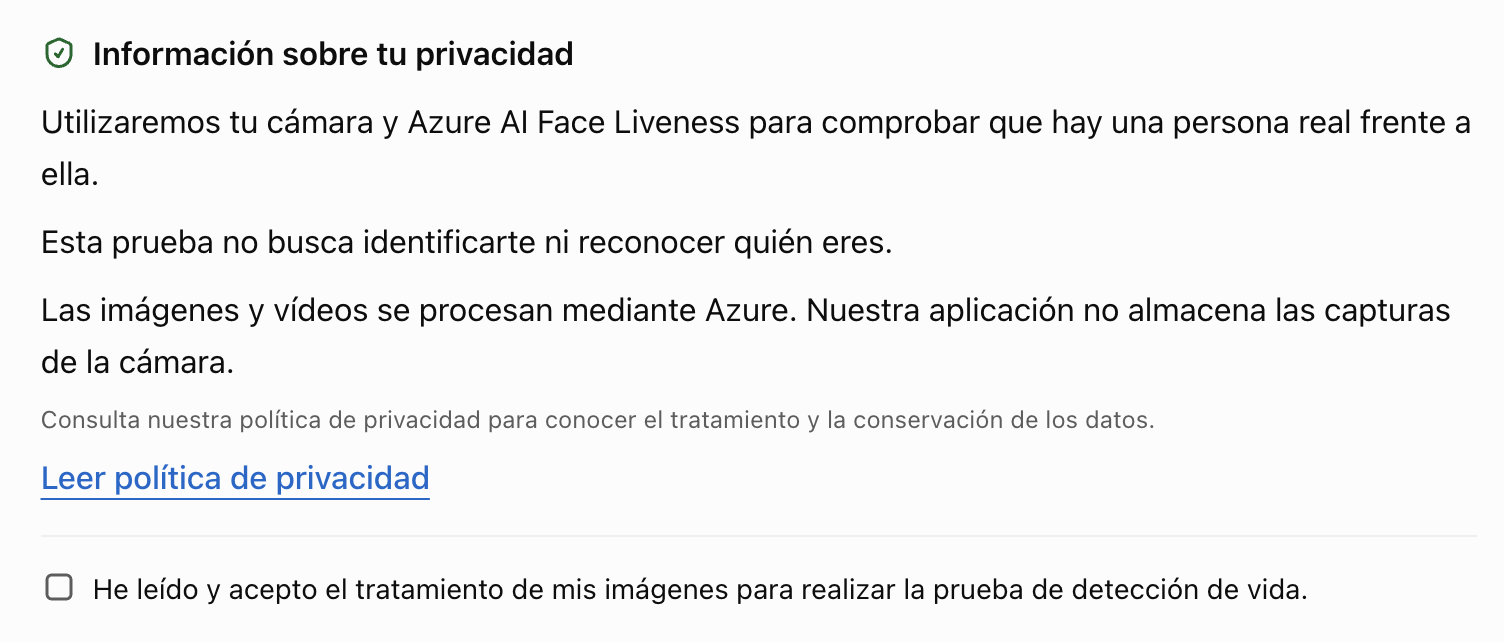 Información sobre tu privacidad
Utilizaremos tu cámara y Azure AI Face Liveness para comprobar que hay una persona real frente a
ella.
Esta prueba no busca identificarte ni reconocer quién eres.
Las imágenes y vídeos se procesan mediante Azure. Nuestra aplicación no almacena las capturas
de la cámara.
Consulta nuestra política de privacidad para conocer el tratamiento y la conservación de los datos.
Leer política de privacidad
He leído y acepto el tratamiento de mis imágenes para realizar la prueba de detección de vida.